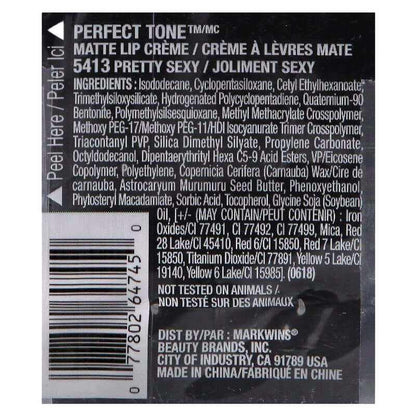 PERFECT TONE™/MC
MATTE LIP CRÈME / CRÈME À LÈVRES MATE
5413 PRETTY SEXY / JOLIMENT SEXY
INGREDIENTS : Isododecane, Cyclopentasiloxane, Cetyl Ethylhexanoate,
Trimethylsiloxysilicate, Hydrogenated Polycyclopentadiene, Quaternium-90
Bentonite, Polymethylsilsesquioxane, Methyl Methacrylate Crosspolymer,
Methoxy PEG-17/Methoxy PEG-11/HDI Isocyanurate Trimer Crosspolymer,
Triacontanyl PVP, Silica Dimethyl Silylate, Propylene Carbonate,
Octyldodecanol, Dipentaerythrityl Hexa C5-9 Acid Esters, VP/Eicosene
Copolymer, Polyethylene, Copernicia Cerifera (Carnauba) Wax/Cire de
carnauba, Astrocaryum Murumuru Seed Butter, Phenoxyethanol,
Phytosteryl Macadamiate, Sorbic Acid, Tocopherol, Glycine Soja (Soybean)
Oil, [+/- (MAY CONTAIN/PEUT CONTENIR) : Iron
Oxides/CI 77491, CI 77492, CI 77499, Mica, Red
28 Lake/CI 45410, Red 6/CI 15850, Red 7 Lake/CI
15850, Titanium Dioxide/CI 77891, Yellow 5 Lake/CI
19140, Yellow 6 Lake/CI 15985]. (0618)
NOT TESTED ON ANIMALS /
NON TESTÉ SUR DES ANIMAUX
DIST BY/PAR : MARKWINS®
BEAUTY BRANDS, INC.
CITY OF INDUSTRY, CA 91789 USA
MADE IN CHINA/FABRIQUÉ EN CHINE
Peel Here / Peler Ici
0 77802 64745 0